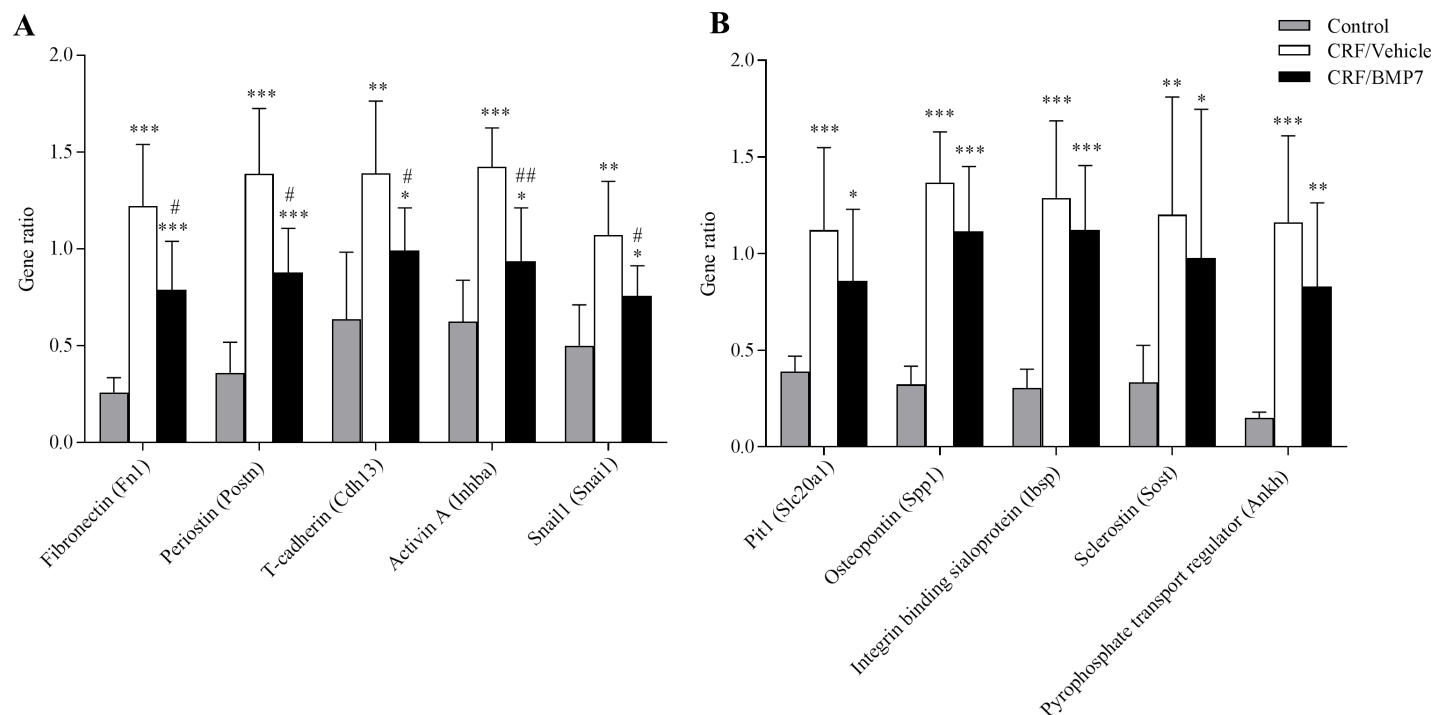 A
Gene ratio
2.0
1.5
1.0
0.5
0.0
***
#
***
***
#
***
**
#
*
***
##
*
**
#
*
Fibronectin (Fn1)
Periostin (Postn)
T-cadherin (Cdh13)
Activin A (Inhba)
Snail1 (Snai1)
B
Control
CRF/Vehicle
CRF/BMP7
Gene ratio
2.0
1.5
1.0
0.5
0.0
***
*
***
***
***
***
**
*
***
**
Pit1 (Slc20a1)
Osteopontin (Spp1)
Integrin binding sialoprotein (Ibsp)
Sclerostin (Sost)
Pyrophosphate transport regulator (Ankh)